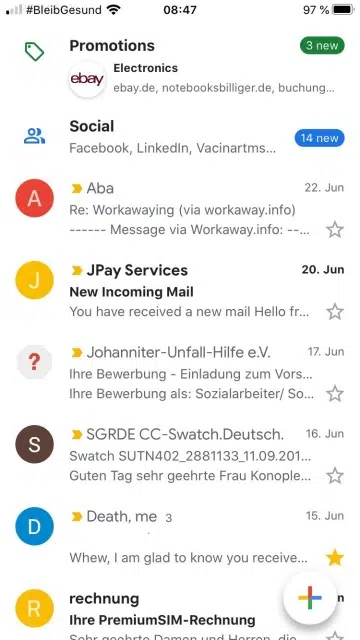 #BleibGesund 08:47 97 %
Promotions 3 new
ebay Electronics
ebay.de, notebooksbilliger.de, buchung...
Social
Facebook, LinkedIn, Vacinartms... 14 new
A Aba 22. Jun
Re: Workawaying (via workaway.info)
------ Message via Workaway.info: --...
J JPay Services 20. Jun
New Incoming Mail
You have received a new mail Hello fr...
? Johanniter-Unfall-Hilfe e.V. 17. Jun
Ihre Bewerbung - Einladung zum Vors...
Ihre Bewerbung als: Sozialarbeiter/ So...
S SGRDE CC-Swatch.Deutsch. 16. Jun
Swatch SUTN402_2881133_11.09.201...
Guten Tag sehr geehrte Frau Konople...
D Death, me 3 15. Jun
Whew, I am glad to know you receive...
R rechnung
Ihre PremiumSIM-Rechnung
Sehr geehrte Damen und Herren, die